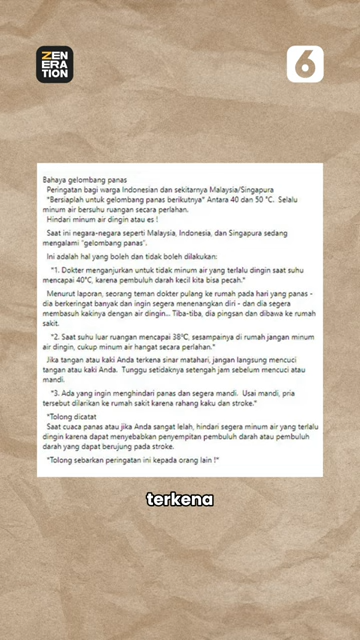 ZEN
ERA
TION
6
Bahaya gelombang panas
Peringatan bagi warga Indonesian dan sekitarnya Malaysia/Singapura
"Bersiaplah untuk gelombang panas berikutnya" Antara 40 dan 50 °C. Selalu
minum air bersuhu ruangan secara perlahan.
Hindari minum air dingin atau es !
Saat ini negara-negara seperti Malaysia, Indonesia, dan Singapura sedang
mengalami "gelombang panas".
Ini adalah hal yang boleh dan tidak boleh dilakukan:
*1. Dokter menganjurkan untuk tidak minum air yang terlalu dingin saat suhu
mencapai 40°C, karena pembuluh darah kecil kita bisa pecah.*
Menurut laporan, seorang teman dokter pulang ke rumah pada hari yang panas -
dia berkeringat banyak dan ingin segera menenangkan diri - dan dia segera
membasuh kakinya dengan air dingin... Tiba-tiba, dia pingsan dan dibawa ke rumah
sakit.
*2. Saat suhu luar ruangan mencapai 38°C, sesampainya di rumah jangan minum
air dingin, cukup minum air hangat secara perlahan.*
Jika tangan atau kaki Anda terkena sinar matahari, jangan langsung mencuci
tangan atau kaki Anda. Tunggu setidaknya setengah jam sebelum mencuci atau
mandi.
*3. Ada yang ingin menghindari panas dan segera mandi. Usai mandi, pria
tersebut dilarikan ke rumah sakit karena rahang kaku dan stroke.*
*Tolong dicatat
Saat cuaca panas atau jika Anda sangat lelah, hindari segera minum air yang terlalu
dingin karena dapat menyebabkan penyempitan pembuluh darah atau pembuluh
darah yang dapat berujung pada stroke.
*Tolong sebarkan peringatan ini kepada orang lain !*
terkena